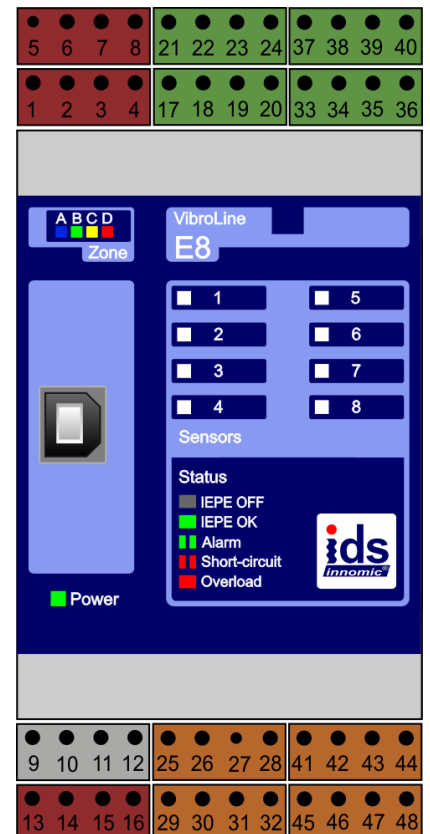 5 6 7 8 21 22 23 24 37 38 39 40
1 2 3 4 17 18 19 20 33 34 35 36
A B C D
Zone
VibroLine
E8
1 5
2 6
3 7
4 8
Sensors
Status
IEPE OFF
IEPE OK
Alarm
Short-circuit
Overload
ids
innomic®
Power
9 10 11 12 25 26 27 28 41 42 43 44
13 14 15 16 29 30 31 32 45 46 47 48